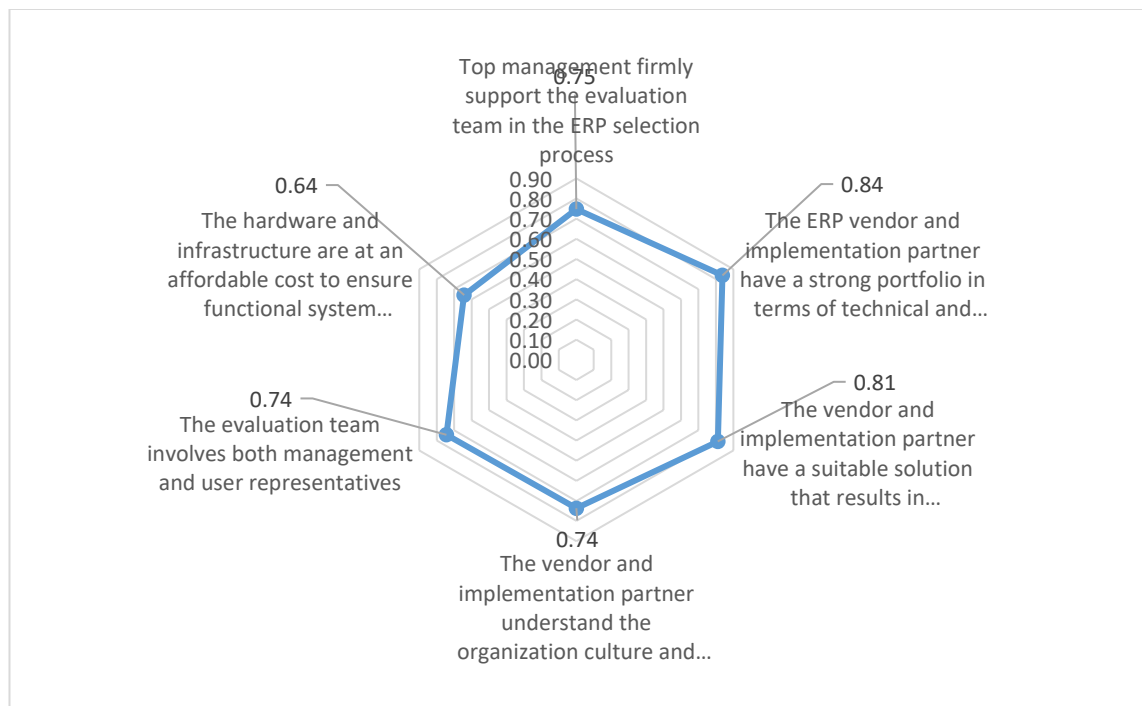 Top management firmly
0.75
support the evaluation
team in the ERP selection
process
0.84
The ERP vendor and
implementation partner
have a strong portfolio in
terms of technical and...
0.81
The vendor and
implementation partner
have a suitable solution
that results in...
0.74
The vendor and
implementation partner
understand the
organization culture and...
0.74
The evaluation team
involves both management
and user representatives
0.64
The hardware and
infrastructure are at an
affordable cost to ensure
functional system...
0.90
0.80
0.70
0.60
0.50
0.40
0.30
0.20
0.10
0.00